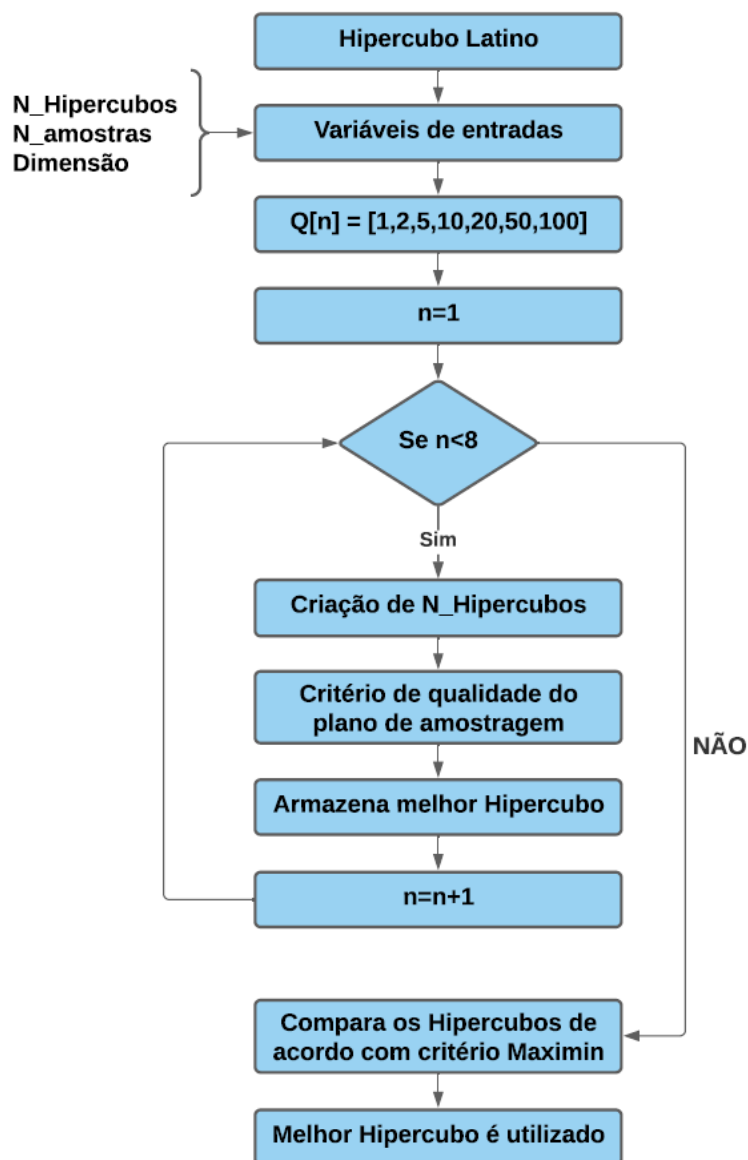 Hipercubo Latino
N_Hipercubos
N_amostras
Dimensão
Variáveis de entradas
Q[n] = [1,2,5,10,20,50,100]
n=1
Se n<8
Sim
Criação de N_Hipercubos
Critério de qualidade do
plano de amostragem
NÃO
Armazena melhor Hipercubo
n=n+1
Compara os Hipercubos de
acordo com critério Maximin
Melhor Hipercubo é utilizado